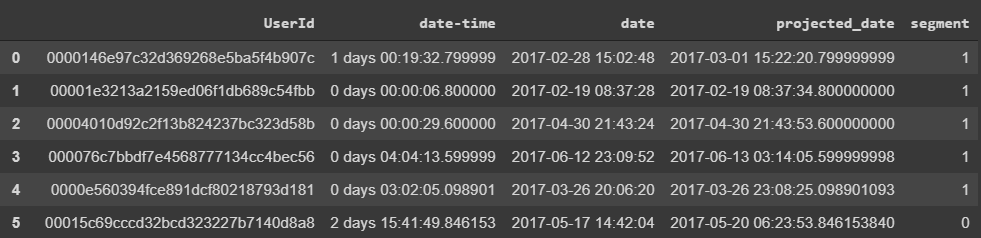 UserId date-time date projected_date segment
0 0000146e97c32d369268e5ba5f4b907c 1 days 00:19:32.799999 2017-02-28 15:02:48 2017-03-01 15:22:20.799999999 1
1 00001e3213a2159ed06f1db689c54fbb 0 days 00:00:06.800000 2017-02-19 08:37:28 2017-02-19 08:37:34.800000000 1
2 00004010d92c2f13b824237bc323d58b 0 days 00:00:29.600000 2017-04-30 21:43:24 2017-04-30 21:43:53.600000000 1
3 000076c7bbdf7e4568777134cc4bec56 0 days 04:04:13.599999 2017-06-12 23:09:52 2017-06-13 03:14:05.599999998 1
4 0000e560394fce891dcf80218793d181 0 days 03:02:05.098901 2017-03-26 20:06:20 2017-03-26 23:08:25.098901093 1
5 00015c69cccd32bcd323227b7140d8a8 2 days 15:41:49.846153 2017-05-17 14:42:04 2017-05-20 06:23:53.846153840 0